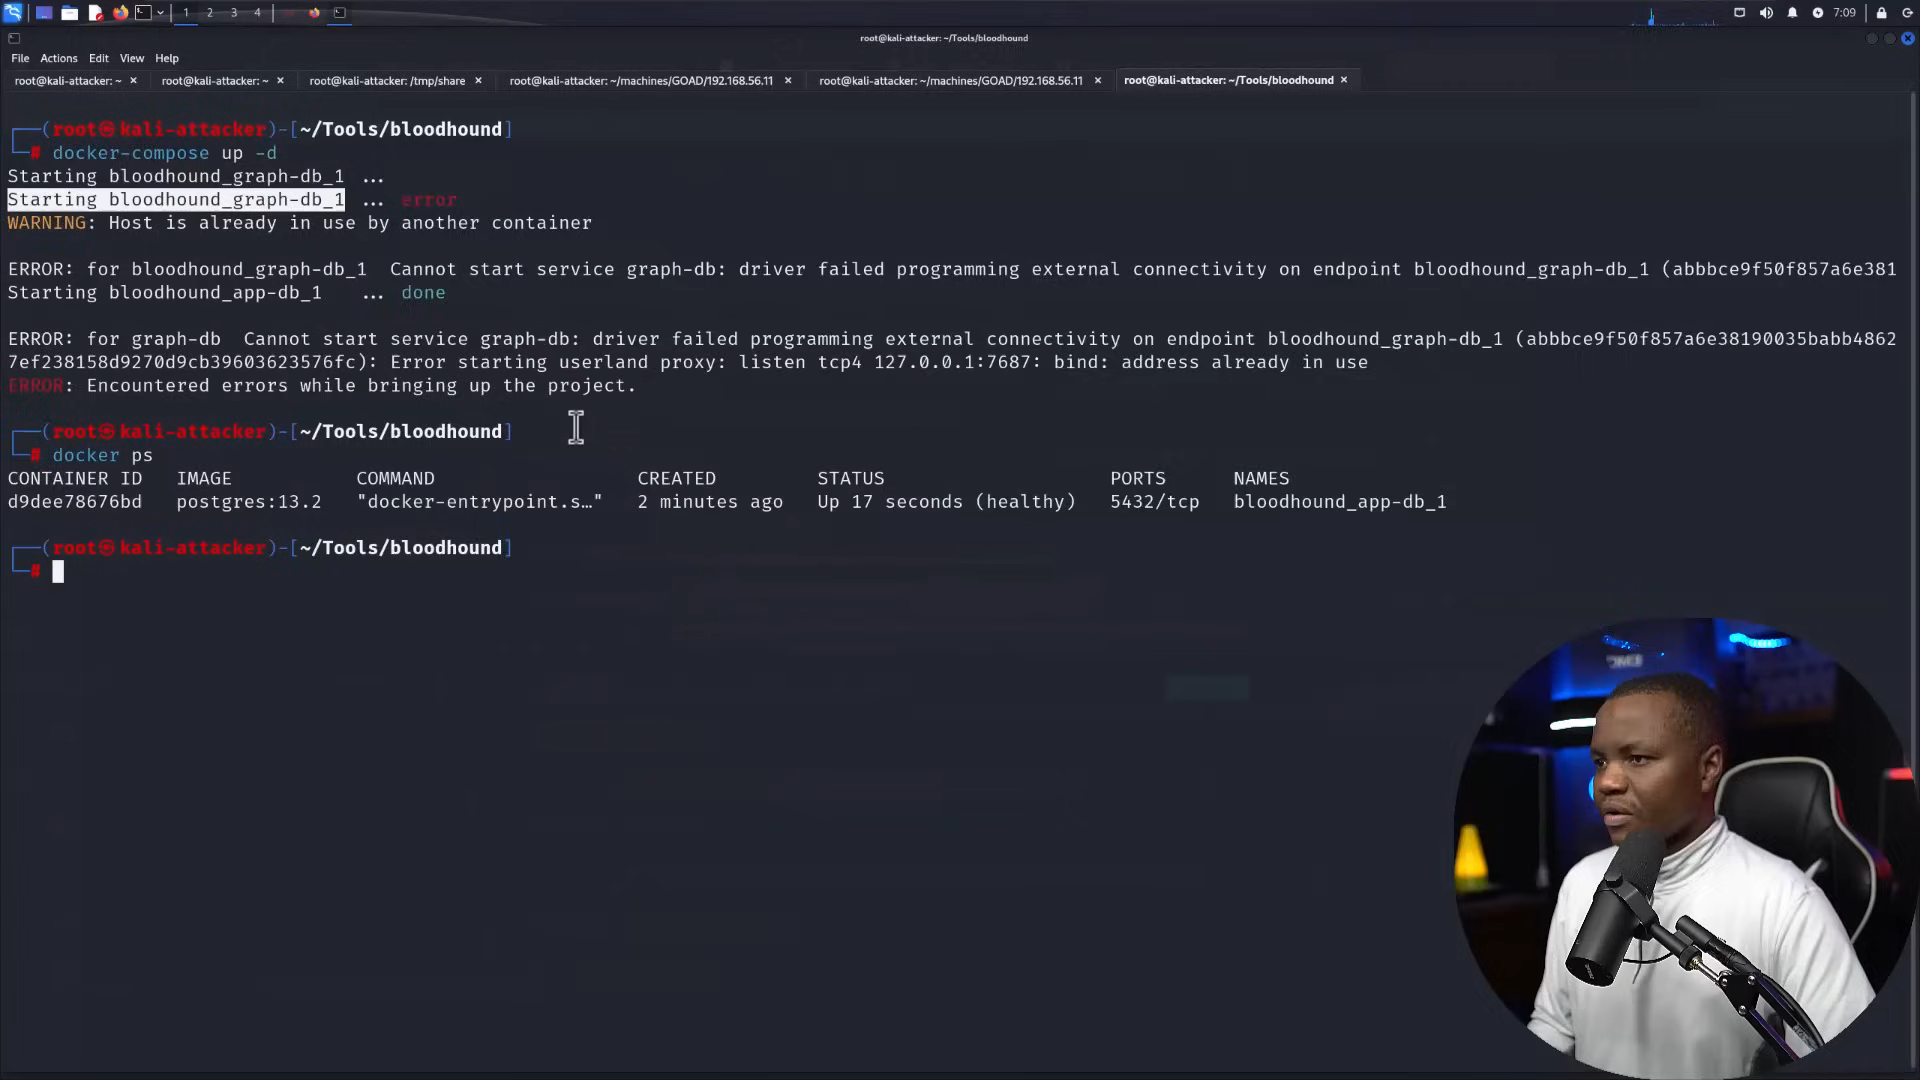 1 2 3 4 7:09
root@kali-attacker: ~/Tools/bloodhound
File Actions Edit View Help
root@kali-attacker: ~ × root@kali-attacker: ~ × root@kali-attacker: /tmp/share × root@kali-attacker: ~/machines/GOAD/192.168.56.11 × root@kali-attacker: ~/machines/GOAD/192.168.56.11 × root@kali-attacker: ~/Tools/bloodhound ×
┌──(root㉿kali-attacker)-[~/Tools/bloodhound]
└─# docker-compose up -d
Starting bloodhound_graph-db_1 ...
Starting bloodhound_graph-db_1 ... error
WARNING: Host is already in use by another container
ERROR: for bloodhound_graph-db_1 Cannot start service graph-db: driver failed programming external connectivity on endpoint bloodhound_graph-db_1 (abbbce9f50f857a6e381
Starting bloodhound_app-db_1 ... done
ERROR: for graph-db Cannot start service graph-db: driver failed programming external connectivity on endpoint bloodhound_graph-db_1 (abbbce9f50f857a6e38190035babb4862
7ef238158d9270d9cb39603623576fc): Error starting userland proxy: listen tcp4 127.0.0.1:7687: bind: address already in use
ERROR: Encountered errors while bringing up the project.
┌──(root㉿kali-attacker)-[~/Tools/bloodhound]
└─# docker ps
CONTAINER ID IMAGE COMMAND CREATED STATUS PORTS NAMES
d9dee78676bd postgres:13.2 "docker-entrypoint.s…" 2 minutes ago Up 17 seconds (healthy) 5432/tcp bloodhound_app-db_1
┌──(root㉿kali-attacker)-[~/Tools/bloodhound]
└─#